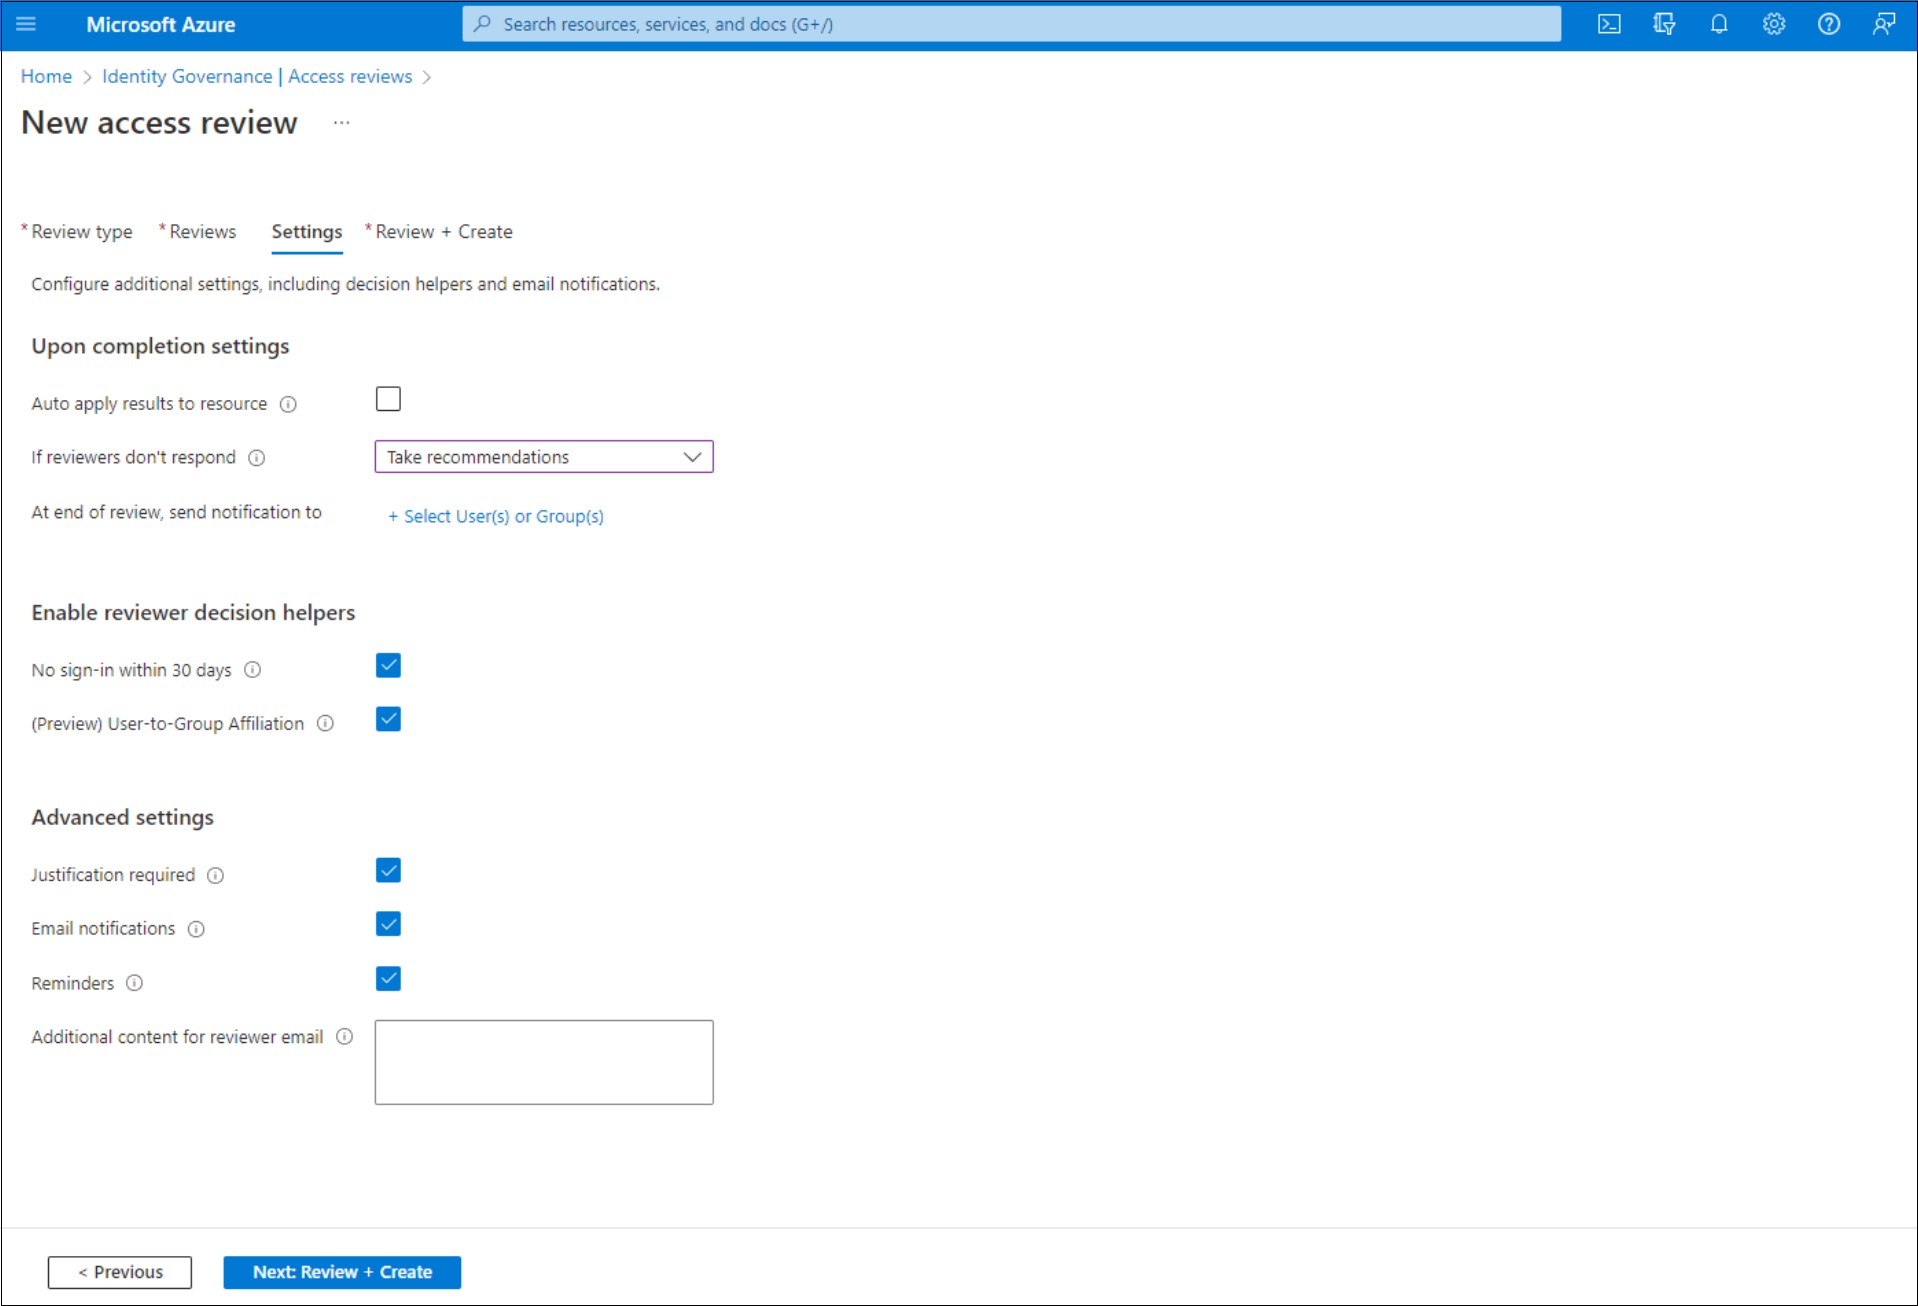 Microsoft Azure
Search resources, services, and docs (G+/)
Home > Identity Governance | Access reviews >
New access review ...
* Review type * Reviews Settings * Review + Create
Configure additional settings, including decision helpers and email notifications.
Upon completion settings
Auto apply results to resource
If reviewers don't respond Take recommendations
At end of review, send notification to + Select User(s) or Group(s)
Enable reviewer decision helpers
No sign-in within 30 days
(Preview) User-to-Group Affiliation
Advanced settings
Justification required
Email notifications
Reminders
Additional content for reviewer email
< Previous Next: Review + Create